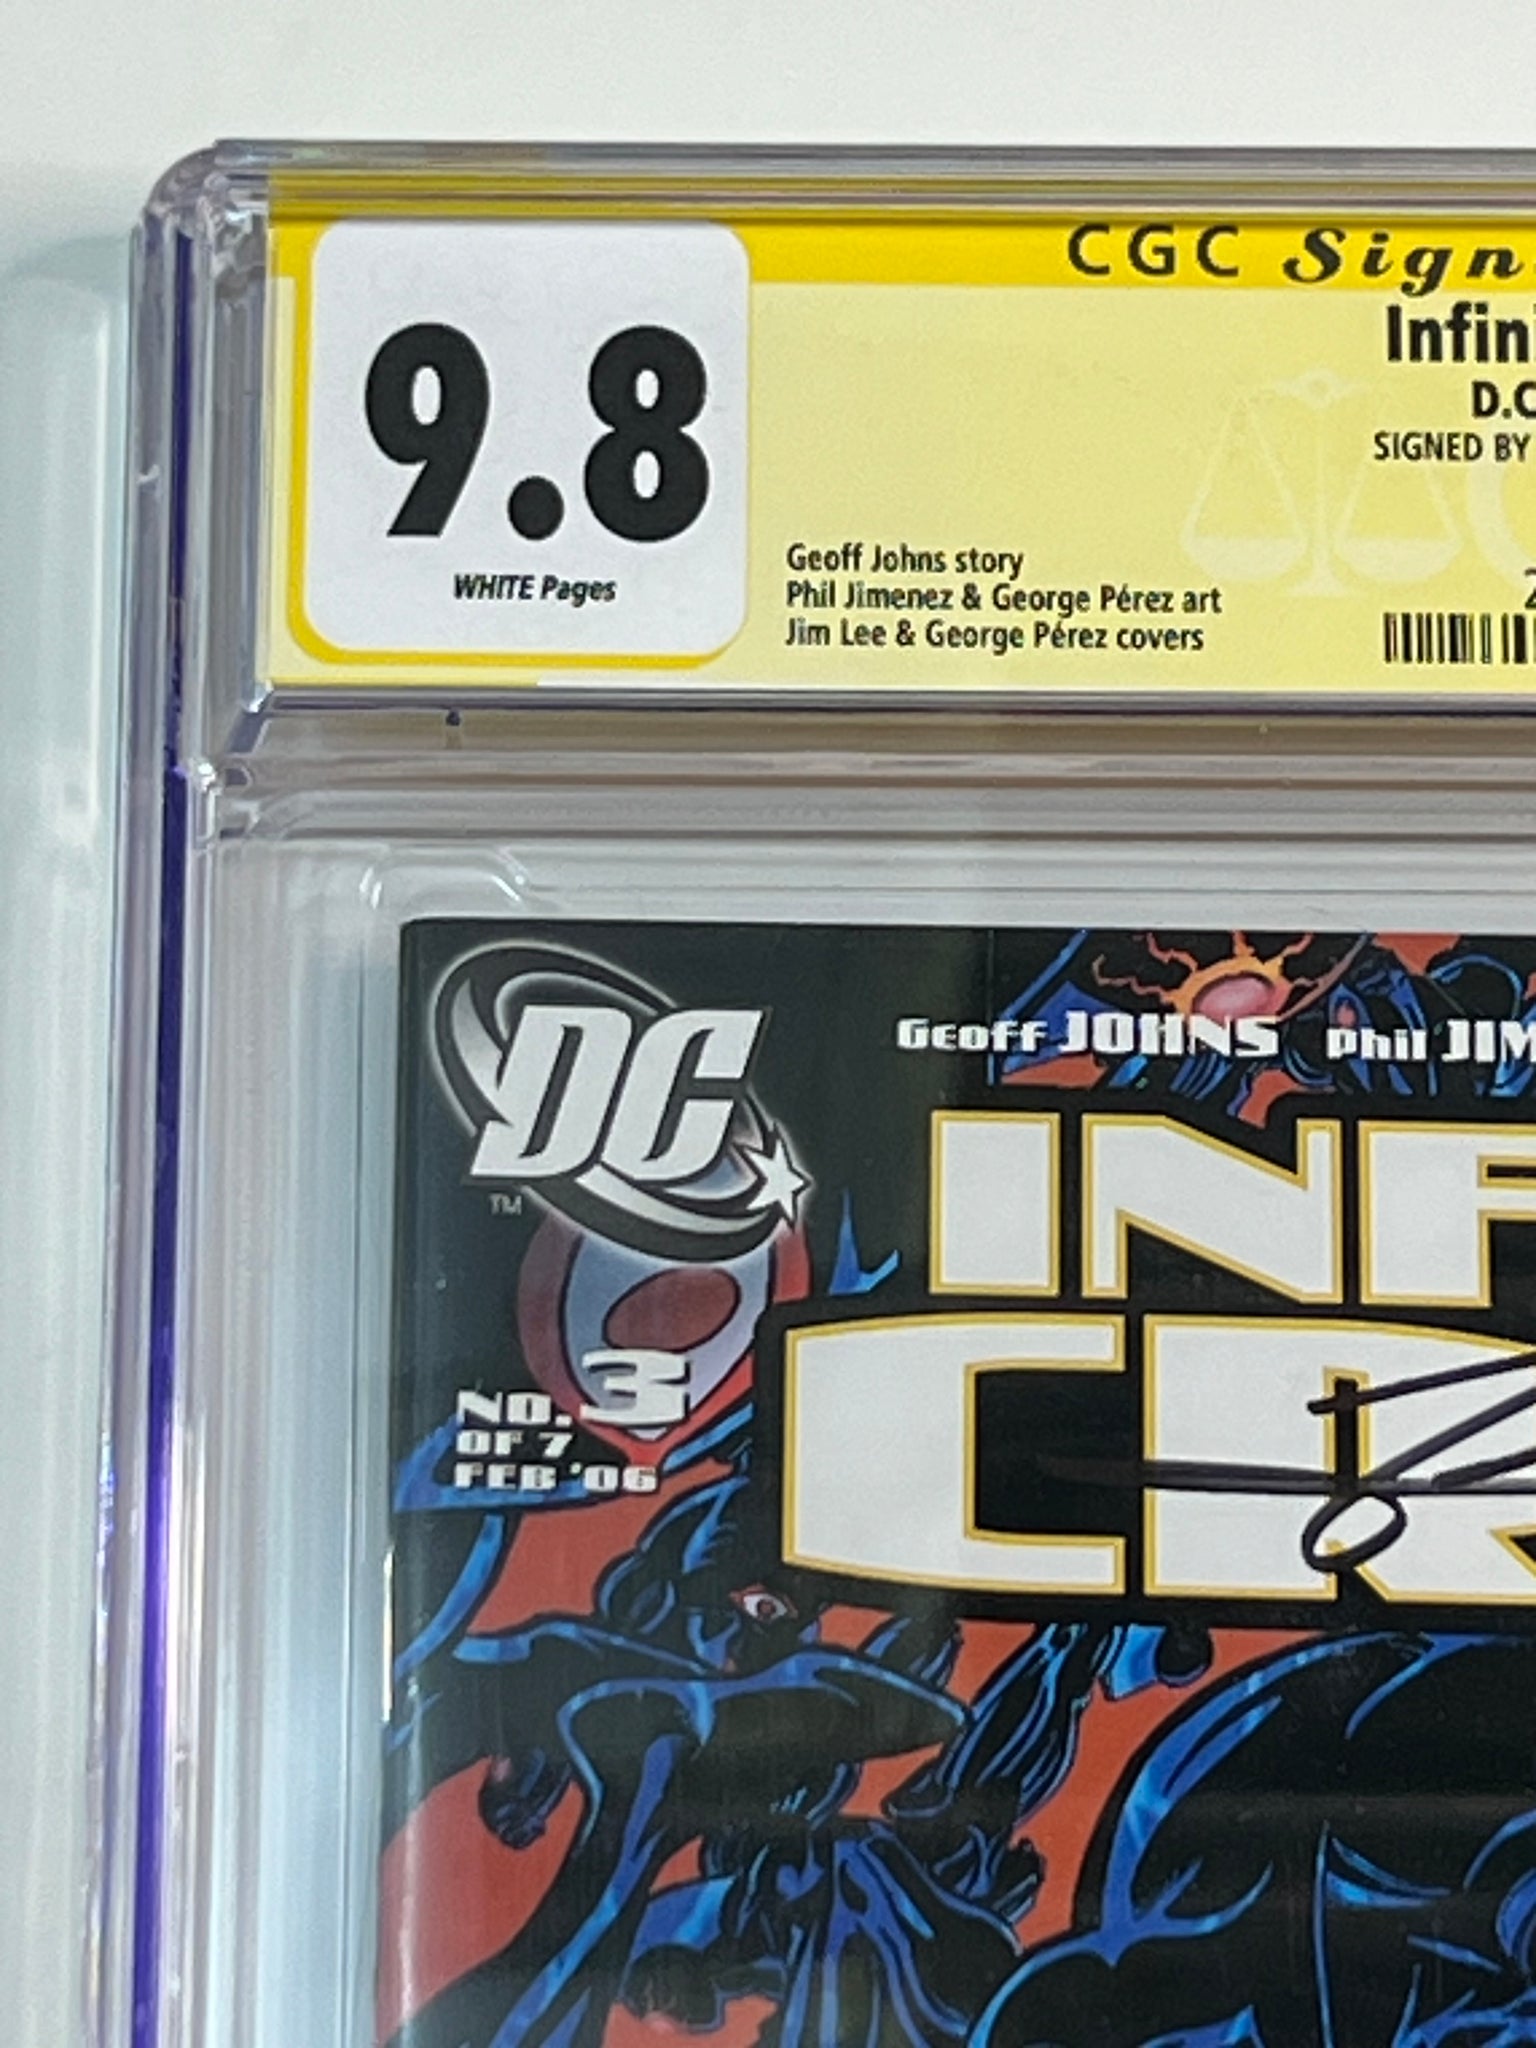 CGC Sign
Infini
D.C
SIGNED BY
9.8
WHITE Pages
Geoff Johns story
Phil Jimenez & George Pérez art
Jim Lee & George Pérez covers
DC
TM
Geoff JOHNS Phil JIM
INF
CR
NO. 3
OF 7
FEB '06